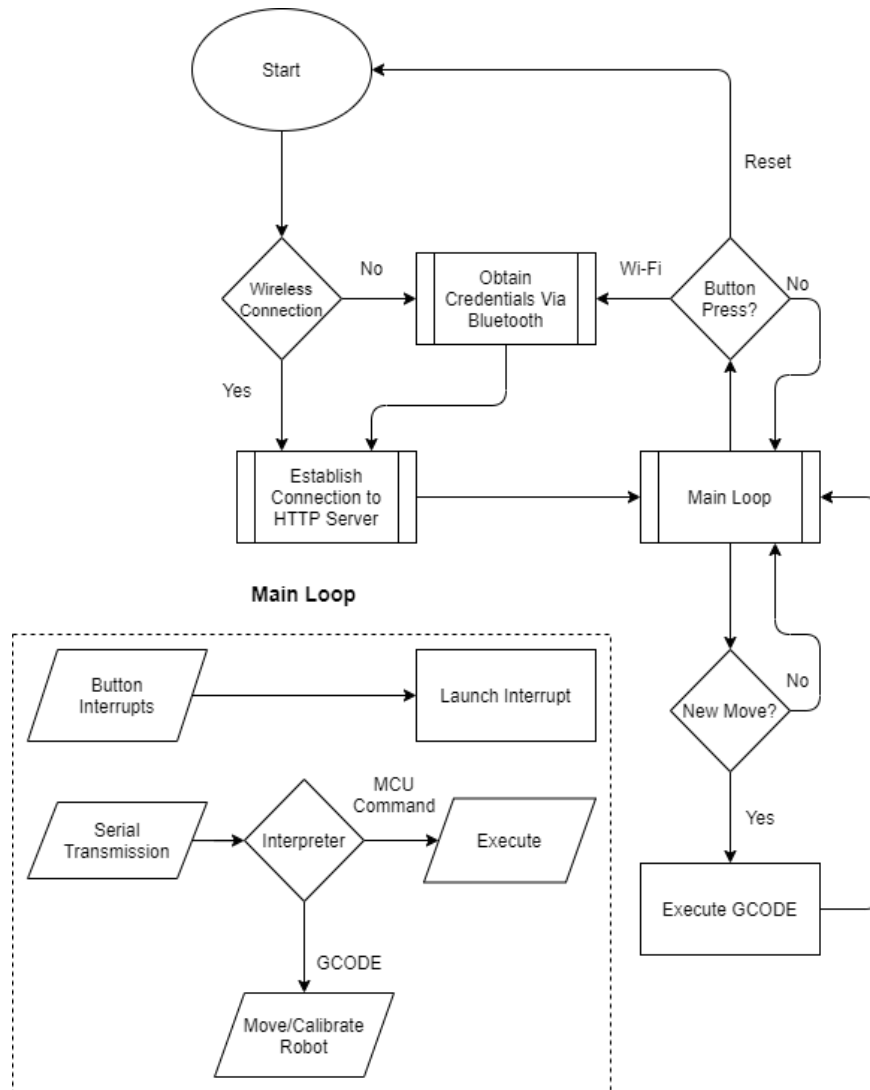 Start
Reset
No
Wi-Fi
Wireless
Connection
Obtain
Credentials Via
Bluetooth
Button
Press?
No
Yes
Establish
Connection to
HTTP Server
Main Loop
Main Loop
Button
Interrupts
Launch Interrupt
New Move?
No
MCU
Command
Serial
Transmission
Interpreter
Execute
Yes
Execute GCODE
GCODE
Move/Calibrate
Robot